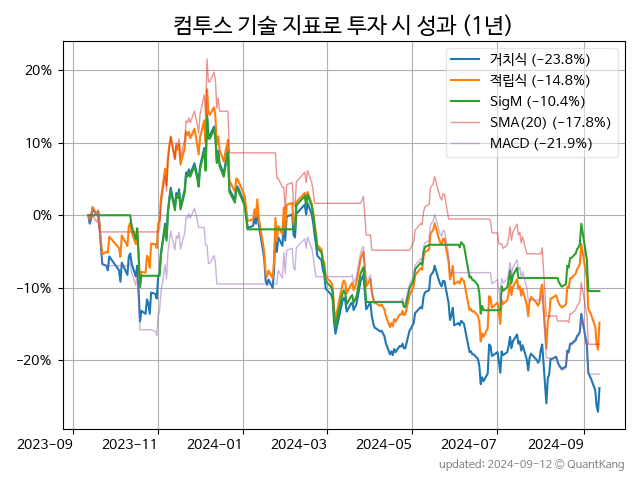 컴투스 기술 지표로 투자 시 성과 (1년)
거치식 (−23.8%)
적립식 (−14.8%)
SigM (−10.4%)
SMA(20) (−17.8%)
MACD (−21.9%)
20%
10%
0%
−10%
−20%
2023-09 2023-11 2024-01 2024-03 2024-05 2024-07 2024-09
updated: 2024-09-12 © QuantKang